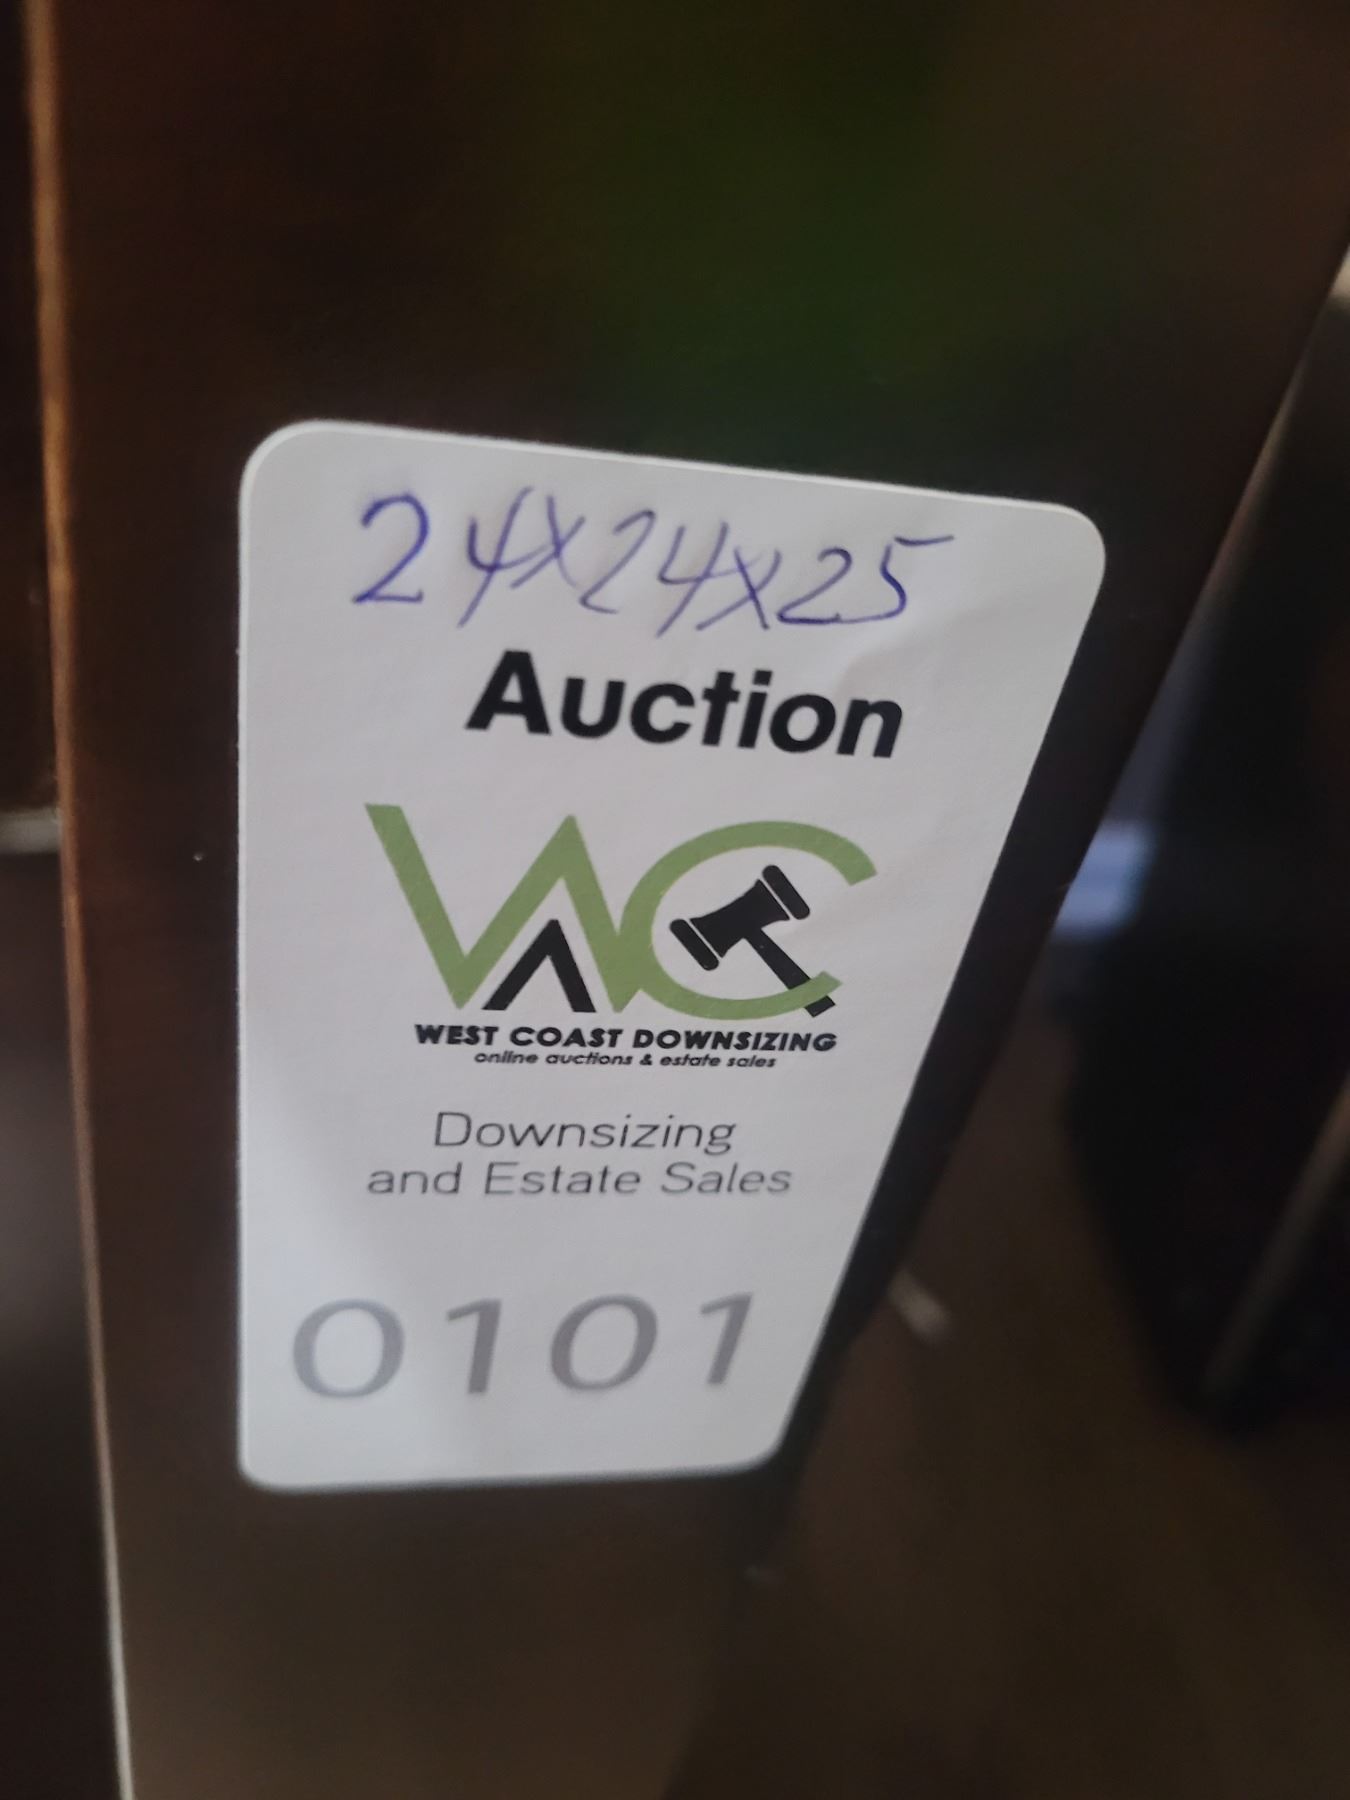 24x24x25
Auction
WC
WEST COAST DOWNSIZING
online auctions & estate sales
Downsizing
and Estate Sales
0101